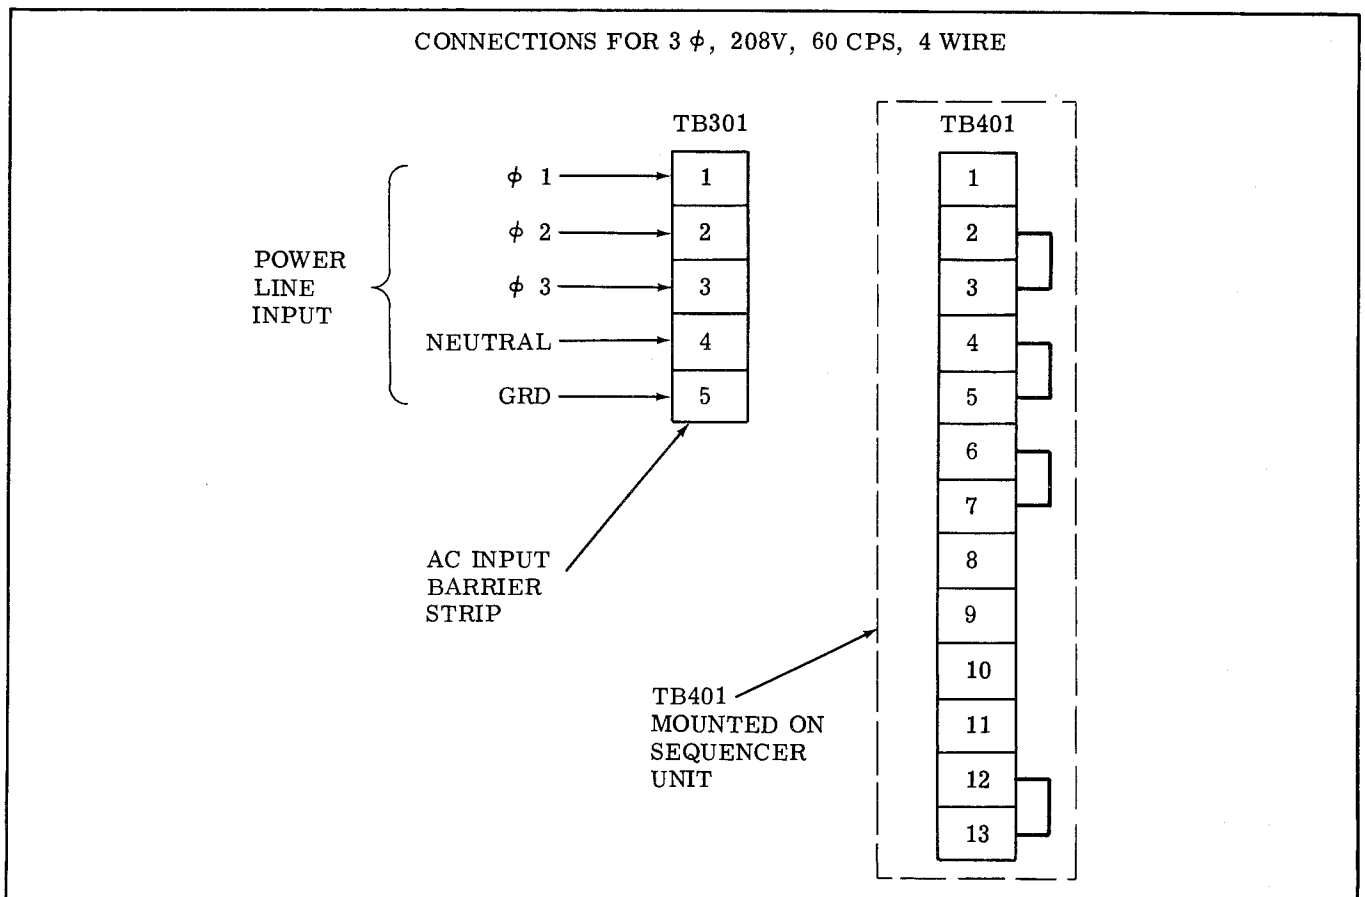 CONNECTIONS FOR 3 ϕ, 208V, 60 CPS, 4 WIRE
TB301
TB401
POWER
LINE
INPUT
ϕ 1
ϕ 2
ϕ 3
NEUTRAL
GRD
1
2
3
4
5
AC INPUT
BARRIER
STRIP
1
2
3
4
5
6
7
8
9
10
11
12
13
TB401
MOUNTED ON
SEQUENCER
UNIT